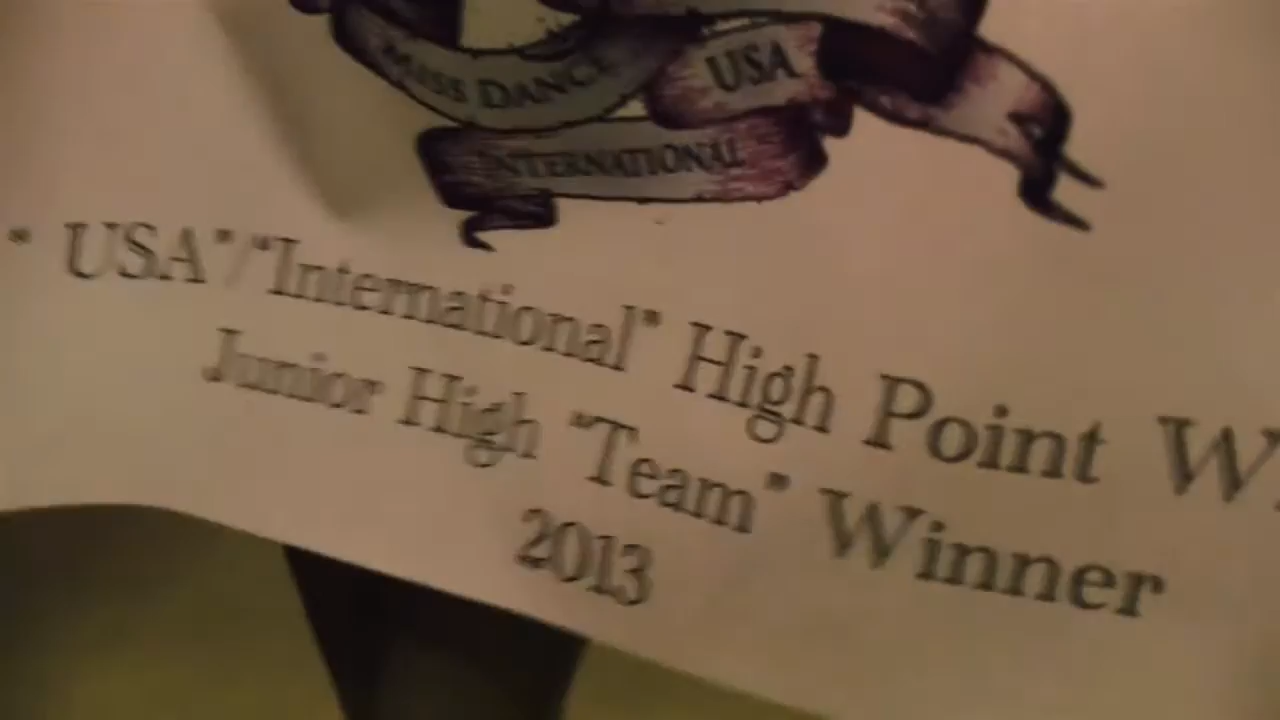 MISS DANCE
USA
INTERNATIONAL
" USA"/"International" High Point W
Junior High "Team" Winner
2013